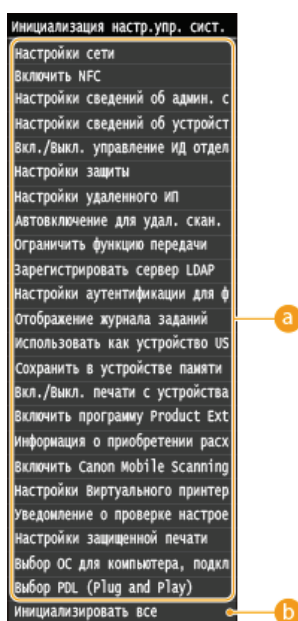 Инициализация настр.упр. сист.
Настройки сети
Включить NFC
Настройки сведений об админ. с
Настройки сведений об устройст
Вкл./Выкл. управление ИД отдел
Настройки защиты
Настройки удаленного ИП
Автовключение для удал. скан.
Ограничить функцию передачи
Зарегистрировать сервер LDAP
Настройки аутентификации для ф
Отображение журнала заданий
a
Использовать как устройство US
Сохранить в устройстве памяти
Вкл./Выкл. печати с устройства
Включить программу Product Ext
Информация о приобретении расх
Включить Canon Mobile Scanning
Настройки Виртуального принтер
Уведомление о проверке настрое
Настройки защищенной печати
Выбор ОС для компьютера, подкл
Выбор PDL (Plug and Play)
Инициализировать все
b